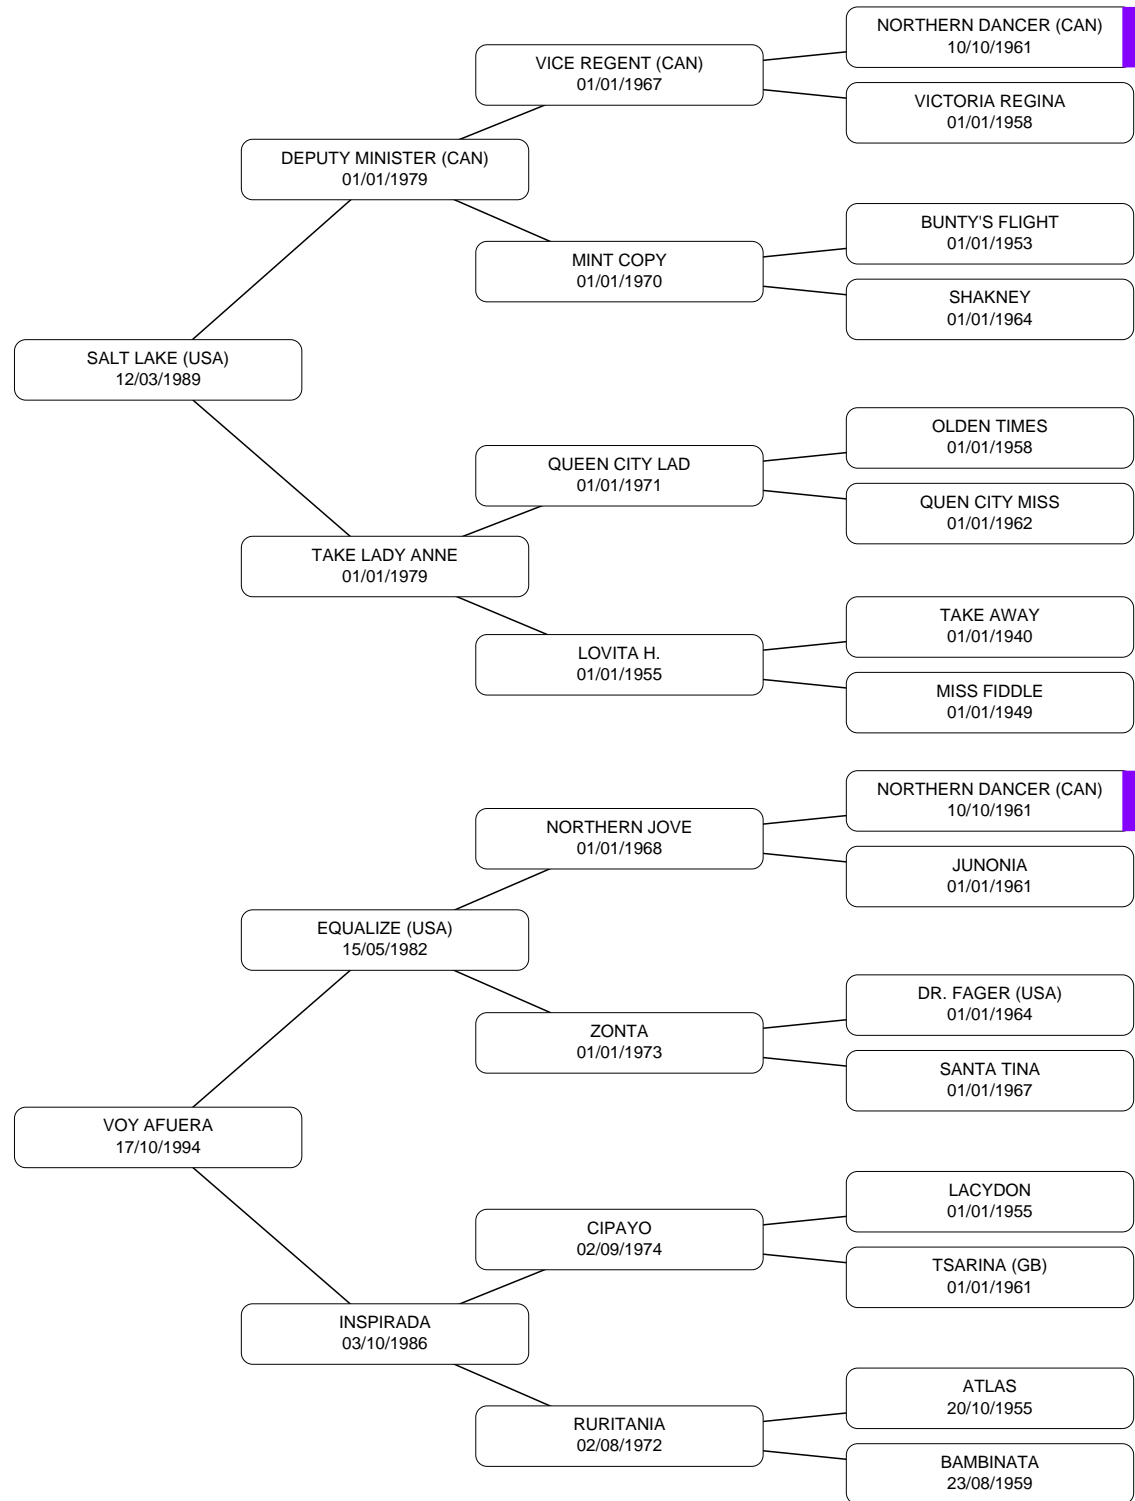 NORTHERN DANCER (CAN)
10/10/1961
VICE REGENT (CAN)
01/01/1967
VICTORIA REGINA
01/01/1958
DEPUTY MINISTER (CAN)
01/01/1979
BUNTY'S FLIGHT
01/01/1953
MINT COPY
01/01/1970
SHAKNEY
01/01/1964
SALT LAKE (USA)
12/03/1989
OLDEN TIMES
01/01/1958
QUEEN CITY LAD
01/01/1971
QUEN CITY MISS
01/01/1962
TAKE LADY ANNE
01/01/1979
TAKE AWAY
01/01/1940
LOVITA H.
01/01/1955
MISS FIDDLE
01/01/1949
NORTHERN DANCER (CAN)
10/10/1961
NORTHERN JOVE
01/01/1968
JUNONIA
01/01/1961
EQUALIZE (USA)
15/05/1982
DR. FAGER (USA)
01/01/1964
ZONTA
01/01/1973
SANTA TINA
01/01/1967
VOY AFUERA
17/10/1994
LACYDON
01/01/1955
CIPAYO
02/09/1974
TSARINA (GB)
01/01/1961
INSPIRADA
03/10/1986
ATLAS
20/10/1955
RURITANIA
02/08/1972
BAMBINATA
23/08/1959